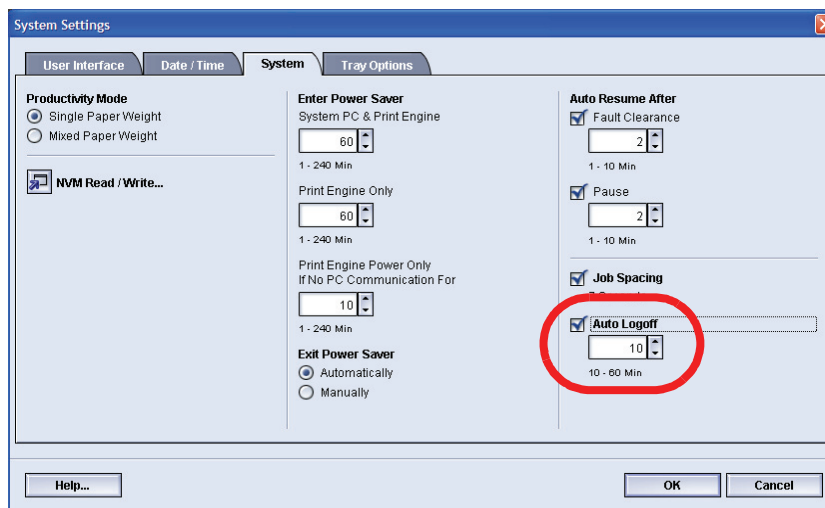 System Settings
User Interface
Date / Time
System
Tray Options
Productivity Mode
Single Paper Weight
Mixed Paper Weight
NVM Read / Write...
Enter Power Saver
System PC & Print Engine
60
1 - 240 Min
Print Engine Only
60
1 - 240 Min
Print Engine Power Only
If No PC Communication For
10
1 - 240 Min
Exit Power Saver
Automatically
Manually
Auto Resume After
Fault Clearance
2
1 - 10 Min
Pause
2
1 - 10 Min
Job Spacing
Auto Logoff
10
10 - 60 Min
Help...
OK
Cancel